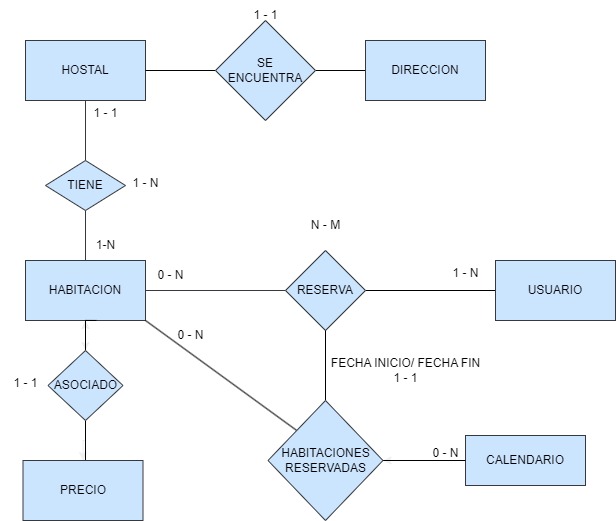 1 - 1
HOSTAL
SE
ENCUENTRA
DIRECCION
1 - 1
TIENE
1 - N
1-N
N - M
HABITACION
0 - N
RESERVA
1 - N
USUARIO
0 - N
FECHA INICIO/ FECHA FIN
1 - 1
1 - 1
ASOCIADO
HABITACIONES
RESERVADAS
0 - N
CALENDARIO
PRECIO